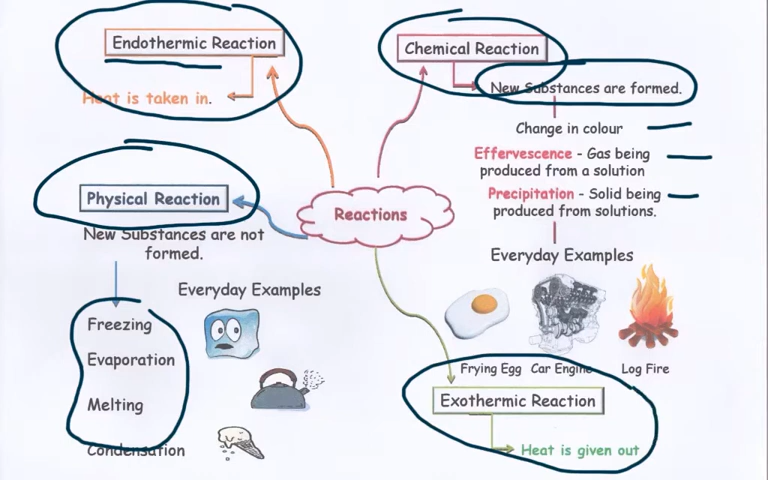 Endothermic Reaction
Heat is taken in.
Chemical Reaction
New Substances are formed.
Change in colour
Effervescence - Gas being
produced from a solution
Precipitation - Solid being
produced from solutions.
Physical Reaction
Reactions
New Substances are not
formed.
Everyday Examples
Everyday Examples
Freezing
Evaporation
Melting
Condensation
Frying Egg
Car Engine
Log Fire
Exothermic Reaction
Heat is given out